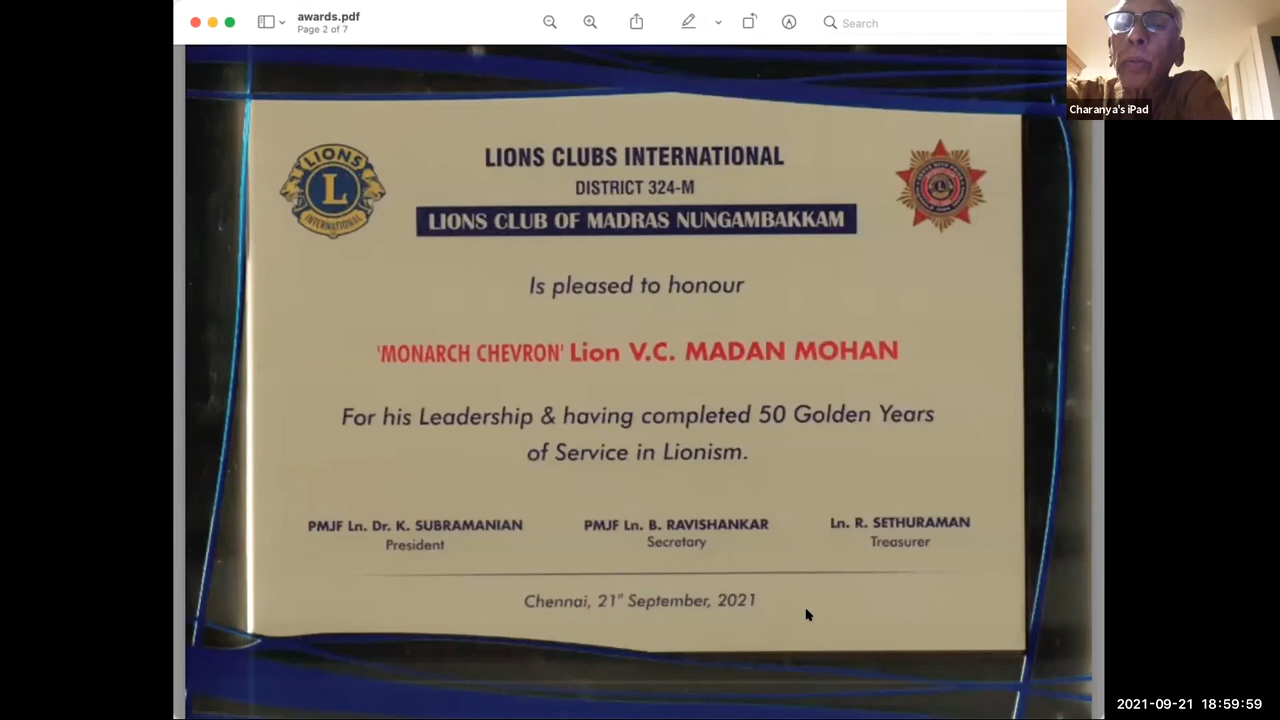 awards.pdf
Page 2 of 7
Search
Charanya's iPad
LIONS
L
INTERNATIONAL
LIONS CLUBS INTERNATIONAL
DISTRICT 324-M
LIONS CLUB OF MADRAS NUNGAMBAKKAM
Is pleased to honour
'MONARCH CHEVRON' Lion V.C. MADAN MOHAN
For his Leadership & having completed 50 Golden Years
of Service in Lionism.
PMJF Ln. Dr. K. SUBRAMANIAN
President
PMJF Ln. B. RAVISHANKAR
Secretary
Ln. R. SETHURAMAN
Treasurer
Chennai, 21st September, 2021
2021-09-21 18:59:59